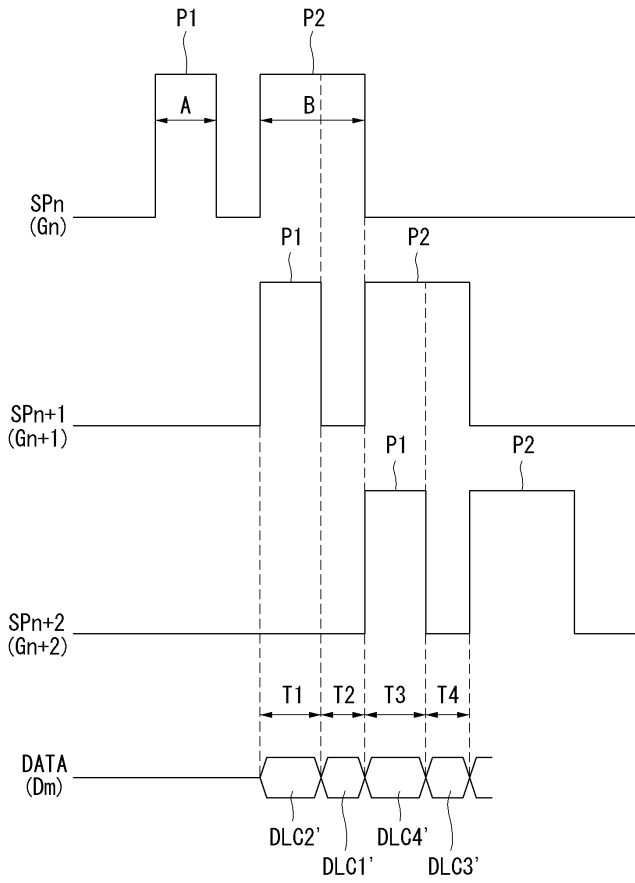 P1 P2
A B
SPn
(Gn)
P1 P2
SPn+1
(Gn+1)
P1 P2
SPn+2
(Gn+2)
T1 T2 T3 T4
DATA
(Dm)
DLC2' DLC4'
DLC1' DLC3'